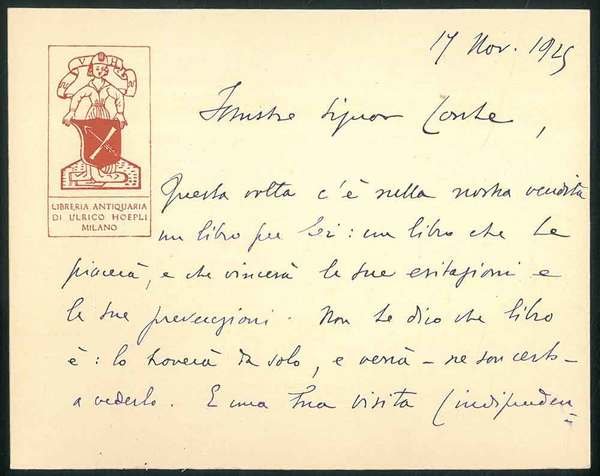 17 Nov. 1925
LIBRERIA ANTIQUARIA
DI ULRICO HOEPLI
MILANO
Illustre Signor Conte,
Questa volta c'è nella nostra vendita
un libro per Lei: un libro che Le
piacerà, e che vincerà le sue esitazioni e
le sue prevenzioni. Non Le dico che libro
è: lo troverà da solo, e verrà – ne son certo –
a vederlo. E una Sua visita (indipenden=